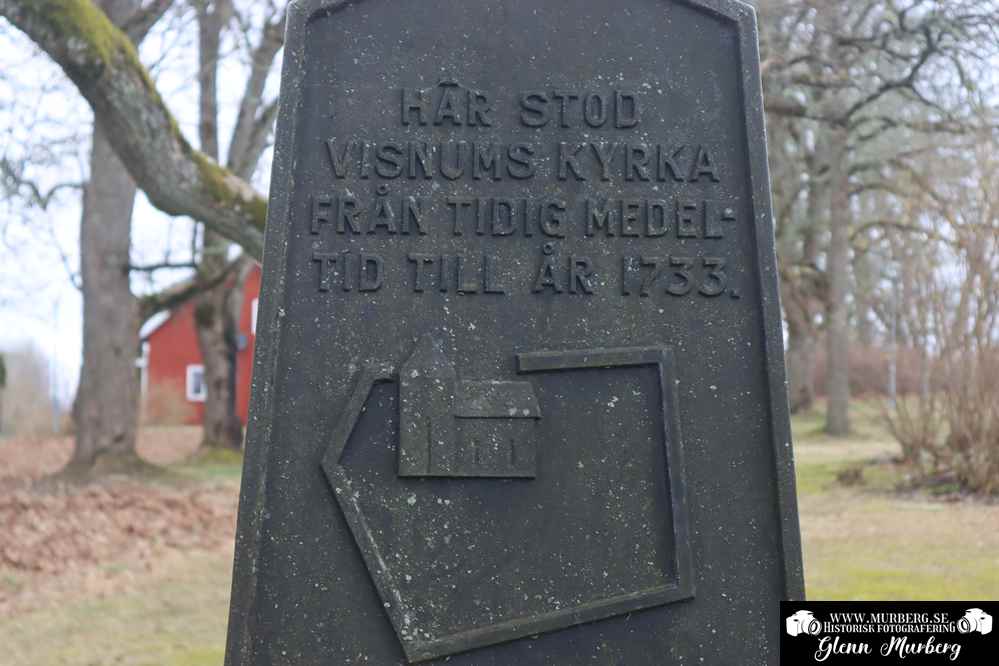 HÄR STOD
VISNUMS KYRKA
FRÅN TIDIG MEDEL-
TID TILL ÅR 1733.
WWW.MURBERG.SE
HISTORISK FOTOGRAFERING
Glenn Murberg